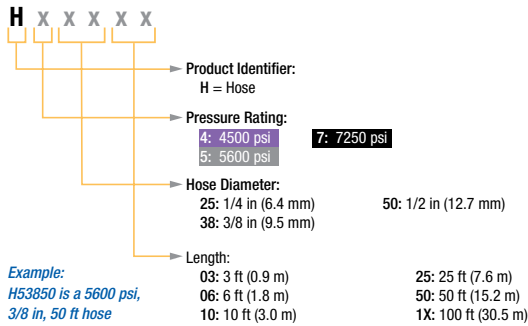 H x x x x x
Product Identifier:
H = Hose
Pressure Rating:
4: 4500 psi 7: 7250 psi
5: 5600 psi
Hose Diameter:
25: 1/4 in (6.4 mm) 50: 1/2 in (12.7 mm)
38: 3/8 in (9.5 mm)
Length:
03: 3 ft (0.9 m) 25: 25 ft (7.6 m)
06: 6 ft (1.8 m) 50: 50 ft (15.2 m)
10: 10 ft (3.0 m) 1X: 100 ft (30.5 m)
Example:
H53850 is a 5600 psi,
3/8 in, 50 ft hose